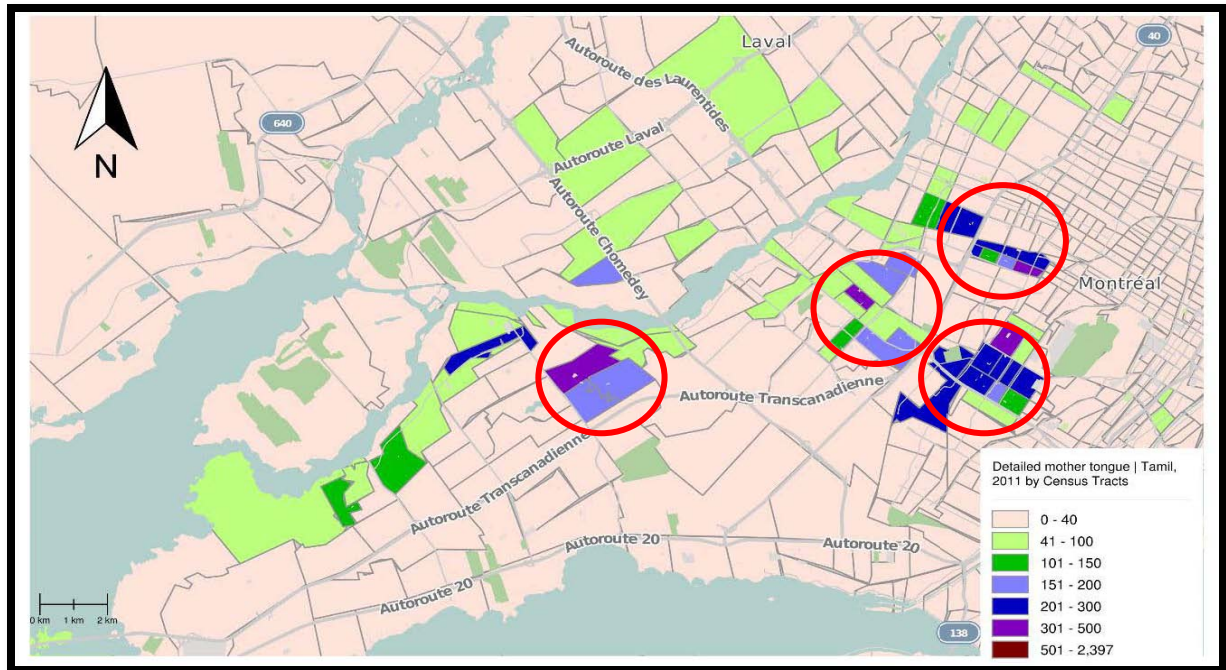 Laval
40
Autoroute des Laurentides
640
Autoroute Laval
N
Autoroute Chomedey
Montréal
Autoroute Transcanadienne
Autoroute Transcanadienne
Autoroute 20
Autoroute 20
Autoroute 20
138
0 km 1 km 2 km
Detailed mother tongue | Tamil,
2011 by Census Tracts
0 - 40
41 - 100
101 - 150
151 - 200
201 - 300
301 - 500
501 - 2,397